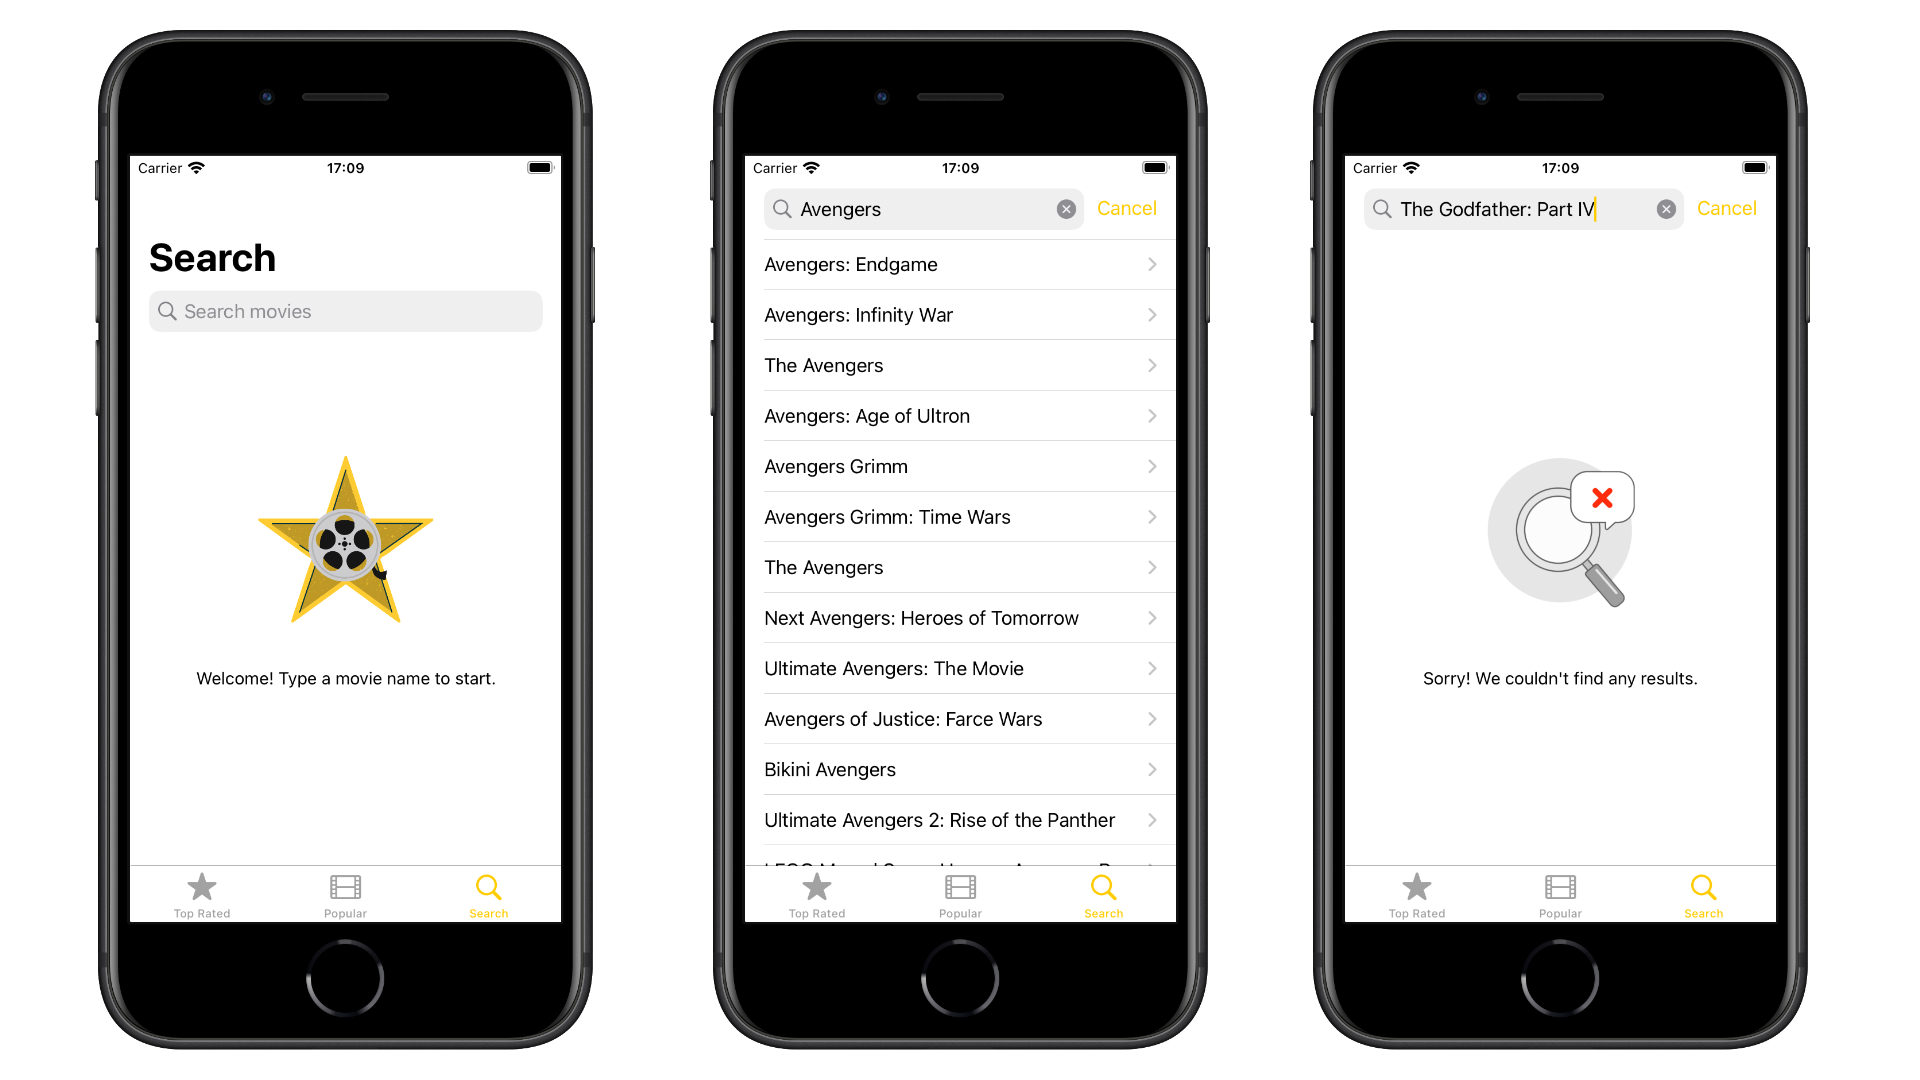 Carrier 17:09
Search
Search movies
Welcome! Type a movie name to start.
Top Rated Popular Search
Carrier 17:09
Avengers Cancel
Avengers: Endgame
Avengers: Infinity War
The Avengers
Avengers: Age of Ultron
Avengers Grimm
Avengers Grimm: Time Wars
The Avengers
Next Avengers: Heroes of Tomorrow
Ultimate Avengers: The Movie
Avengers of Justice: Farce Wars
Bikini Avengers
Ultimate Avengers 2: Rise of the Panther
Top Rated Popular Search
Carrier 17:09
The Godfather: Part IV Cancel
Sorry! We couldn't find any results.
Top Rated Popular Search